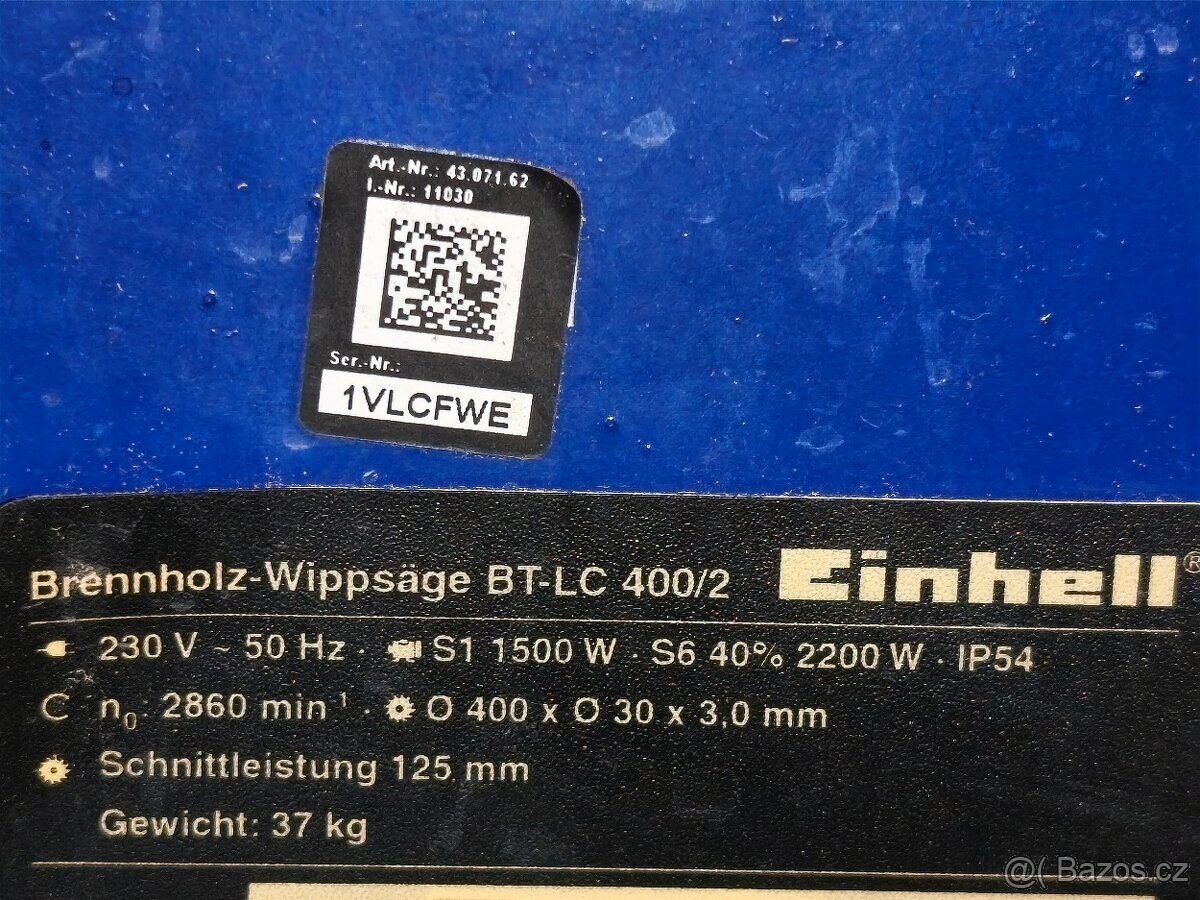 Art.-Nr.: 43.071.62
I.-Nr.: 11030
Ser.-Nr.:
1VLCFWE
Brennholz-Wippsäge BT-LC 400/2 Einhell®
230 V ~ 50 Hz · S1 1500 W · S6 40% 2200 W · IP54
n₀: 2860 min⁻¹ · Ø 400 x Ø 30 x 3,0 mm
Schnittleistung 125 mm
Gewicht: 37 kg
@( Bazos.cz